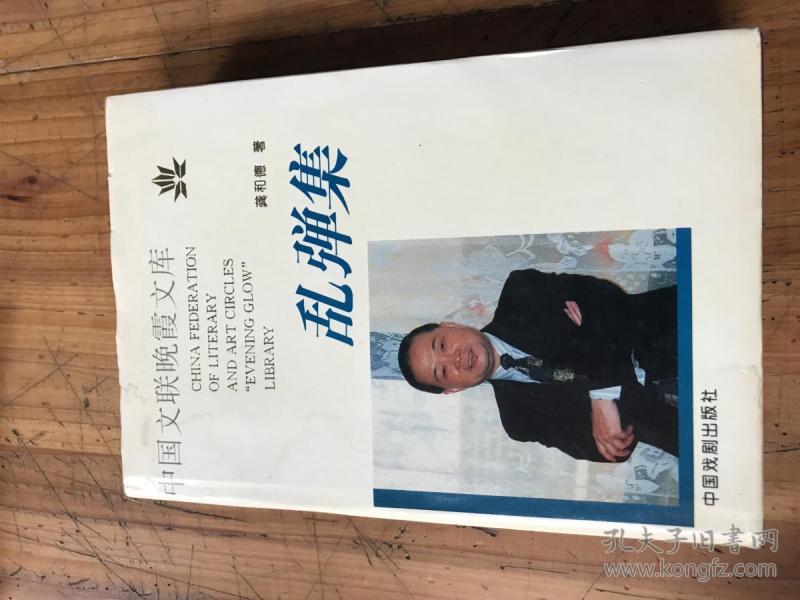 中国文联晚霞文库
CHINA FEDERATION
OF LITERARY
AND ART CIRCLES
"EVENING GLOW"
LIBRARY
龚和德 著
乱弹集
中国戏剧出版社
孔夫子旧书网
www.kongfz.com